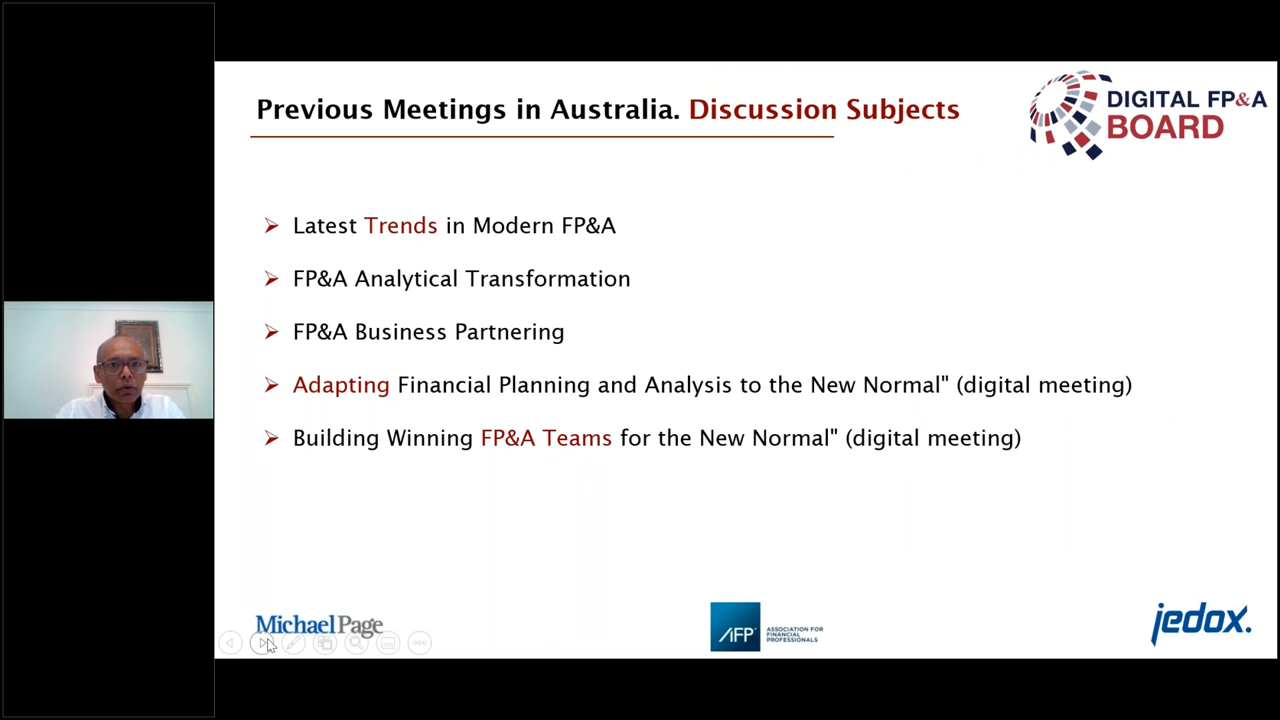 Previous Meetings in Australia. Discussion Subjects
DIGITAL FP&A
BOARD
Latest Trends in Modern FP&A
FP&A Analytical Transformation
FP&A Business Partnering
Adapting Financial Planning and Analysis to the New Normal" (digital meeting)
Building Winning FP&A Teams for the New Normal" (digital meeting)
MichaelPage
AFP
ASSOCIATION FOR
FINANCIAL
PROFESSIONALS
jedox.